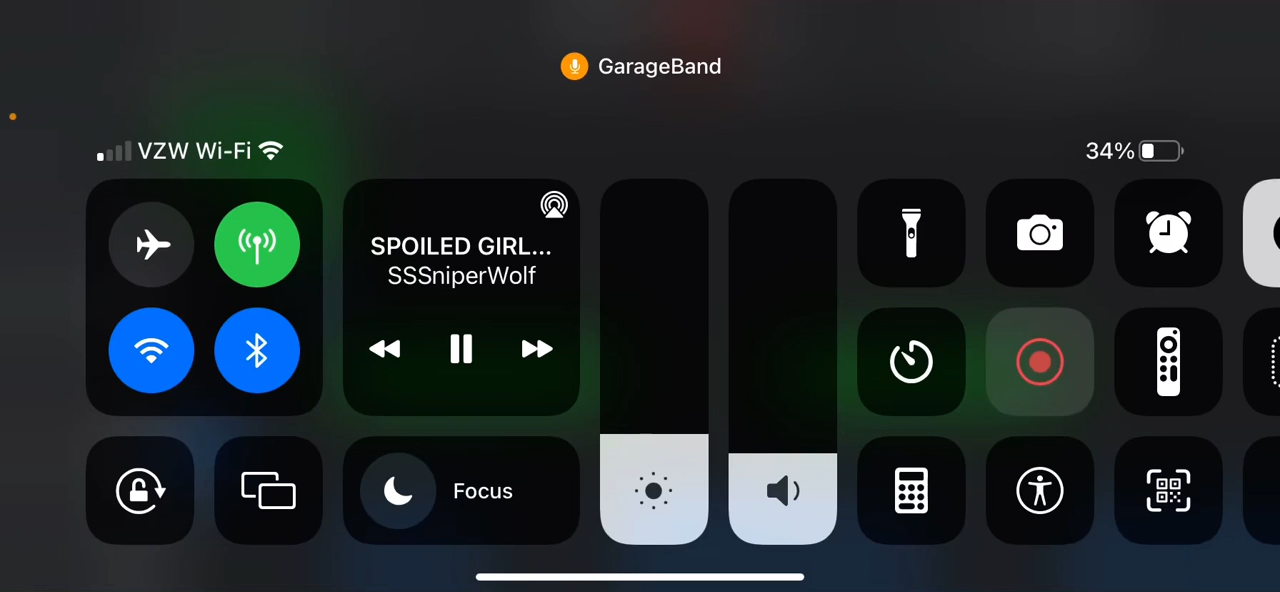 GarageBand
VZW Wi-Fi
34%
SPOILED GIRL...
SSSniperWolf
Focus